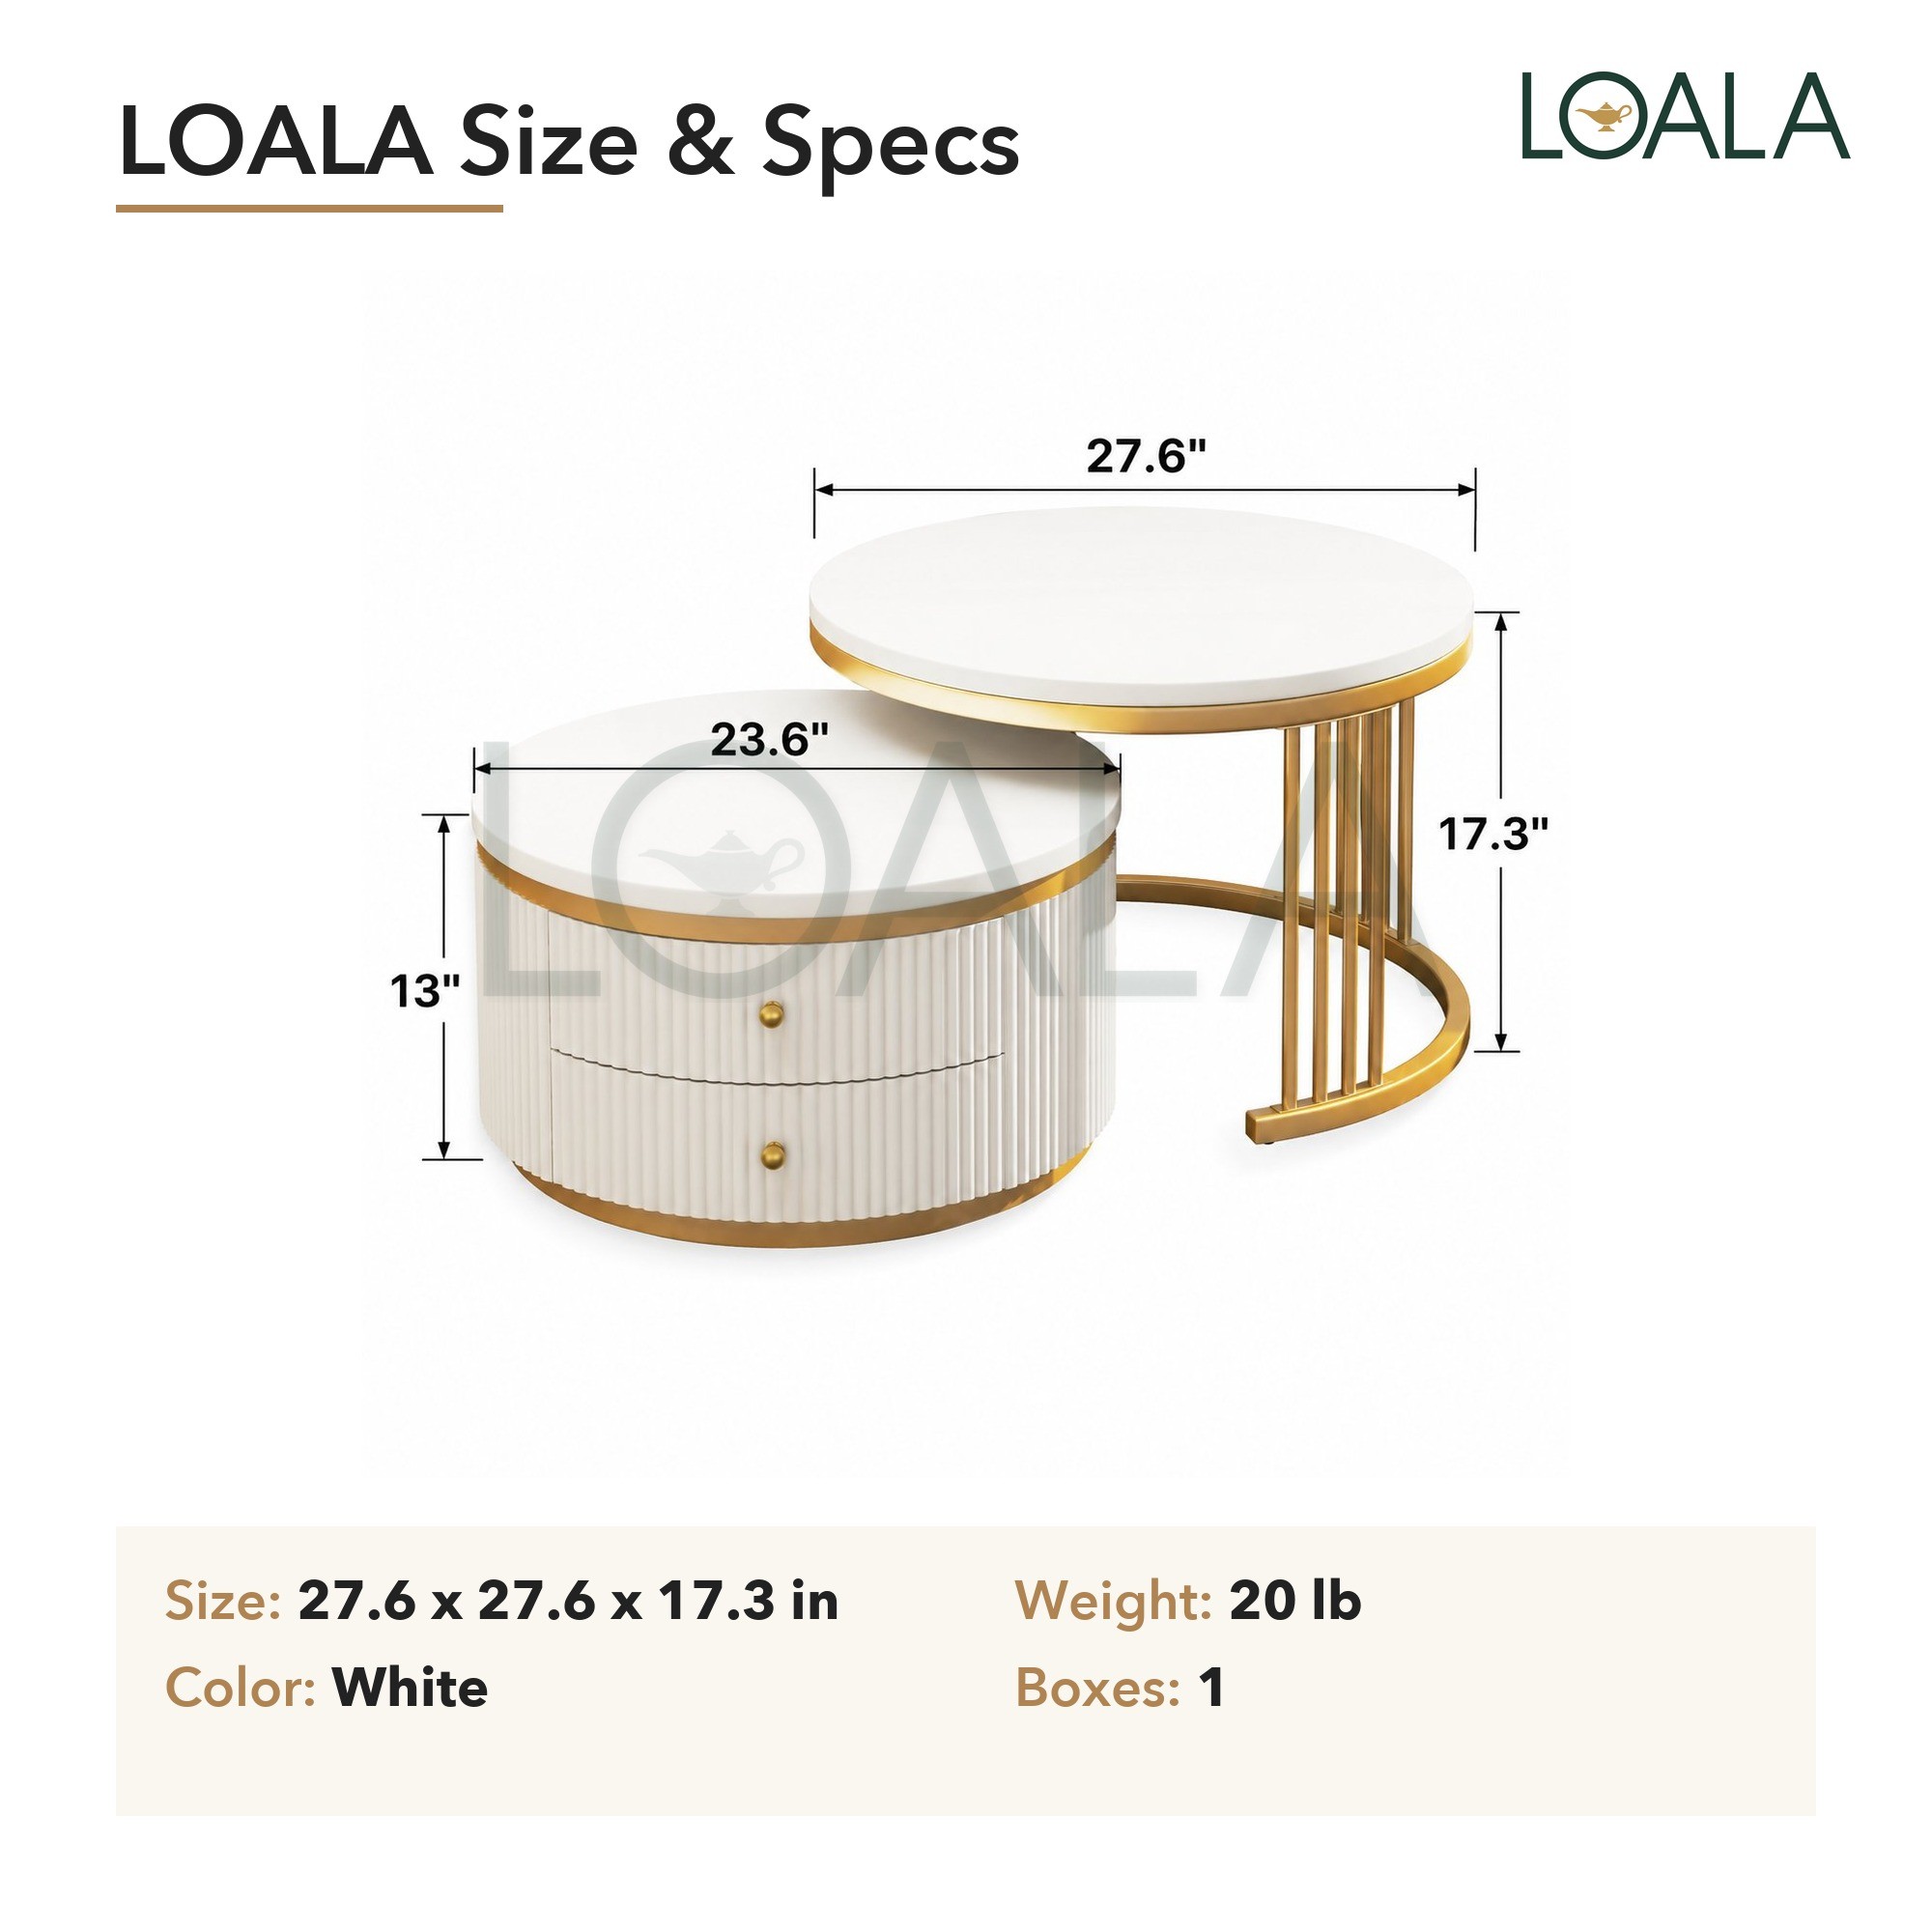 LOALA Size & Specs
LOALA
27.6"
23.6"
17.3"
13"
LOALA
Size: 27.6 x 27.6 x 17.3 in
Weight: 20 lb
Color: White
Boxes: 1